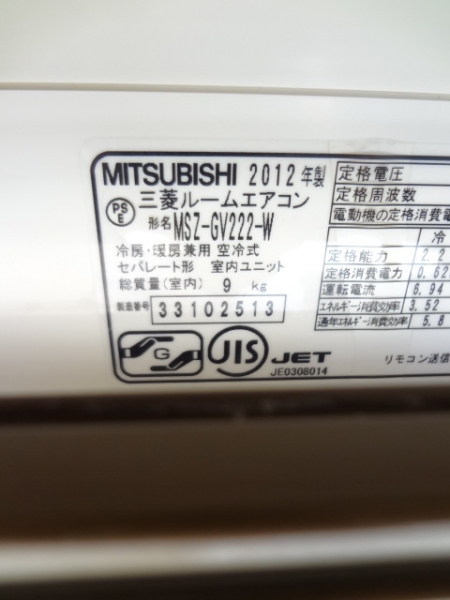 MITSUBISHI 2012年製
三菱ルームエアコン
PS E
形名 MSZ-GV222-W
冷房・暖房兼用 空冷式
セパレート形 室内ユニット
総質量(室内) 9 kg
製造番号 33102513
G JIS JET
JE0308014
定格電圧
定格周波数
電動機の定格消費電
冷
定格能力 2.2
定格消費電力 0.62
運転電流 6.94
エネルギー消費効率 3.52
通年エネルギー消費効率 5.8
リモコン送信